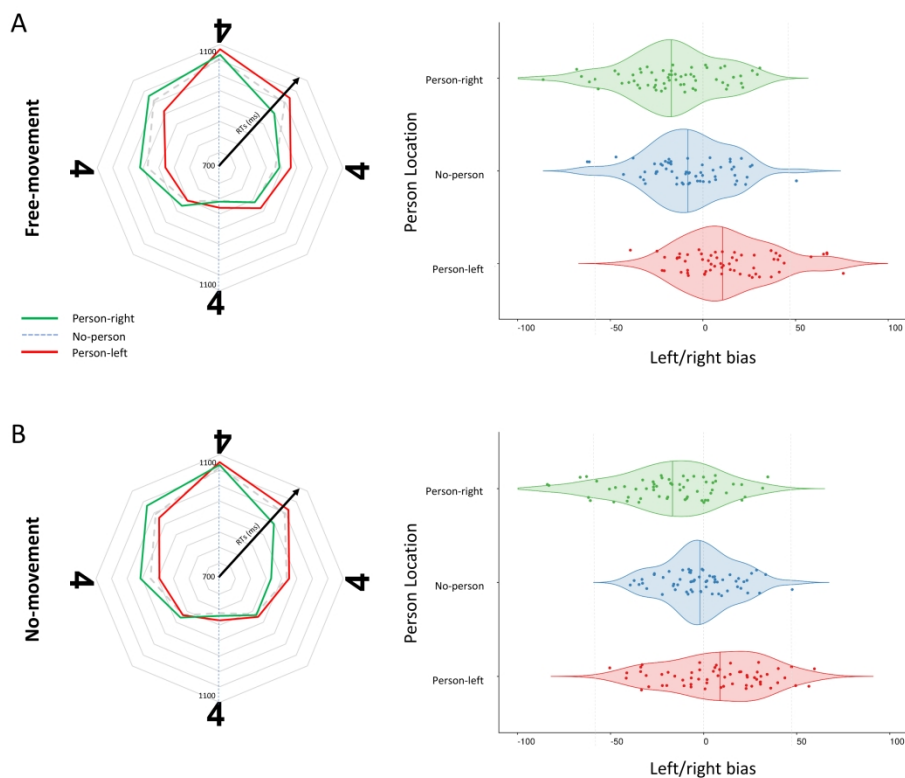 A
Free-movement
4
1100
4
4
RTs (ms)
700
1100
4
Person-right
No-person
Person-left
Person Location
Person-right
No-person
Person-left
-100 -50 0 50 100
Left/right bias
B
No-movement
4
1100
4
4
RTs (ms)
700
1100
4
Person Location
Person-right
No-person
Person-left
-100 -50 0 50 100
Left/right bias